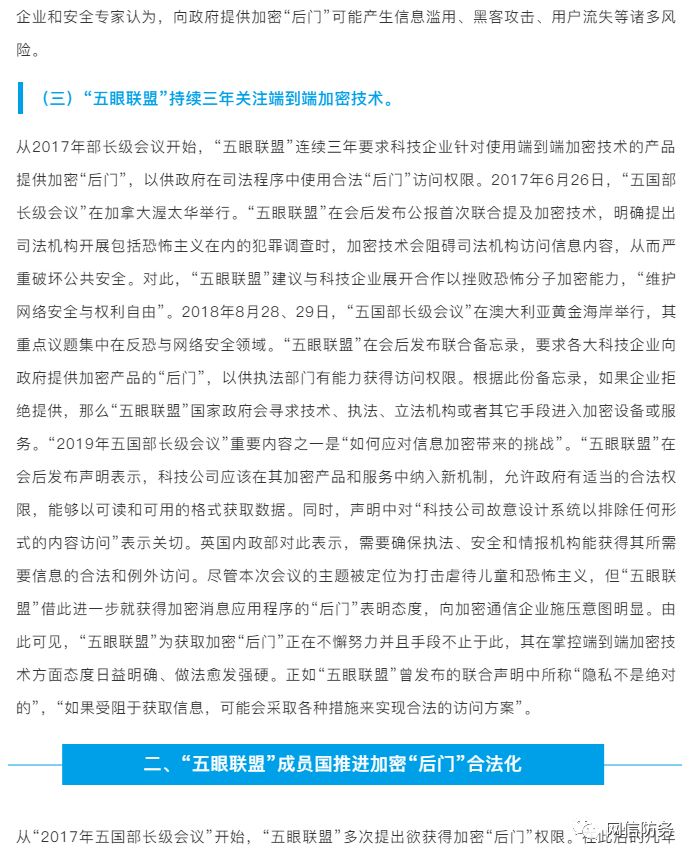 企业和安全专家认为，向政府提供加密“后门”可能产生信息滥用、黑客攻击、用户流失等诸多风
险。
（三）“五眼联盟”持续三年关注端到端加密技术。
从2017年部长级会议开始，“五眼联盟”连续三年要求科技企业针对使用端到端加密技术的产品
提供加密“后门”，以供政府在司法程序中使用合法“后门”访问权限。2017年6月26日，“五国部
长级会议”在加拿大渥太华举行。“五眼联盟”在会后发布公报首次联合提及加密技术，明确提出
司法机构开展包括恐怖主义在内的犯罪调查时，加密技术会阻碍司法机构访问信息内容，从而严
重破坏公共安全。对此，“五眼联盟”建议与科技企业展开合作以挫败恐怖分子加密能力，“维护
网络安全与权利自由”。2018年8月28、29日，“五国部长级会议”在澳大利亚黄金海岸举行，其
重点议题集中在反恐与网络安全领域。“五眼联盟”在会后发布联合备忘录，要求各大科技企业向
政府提供加密产品的“后门”，以供执法部门有能力获得访问权限。根据此份备忘录，如果企业拒
绝提供，那么“五眼联盟”国家政府会寻求技术、执法、立法机构或者其它手段进入加密设备或服
务。“2019年五国部长级会议”重要内容之一是“如何应对信息加密带来的挑战”。“五眼联盟”在
会后发布声明表示，科技公司应该在其加密产品和服务中纳入新机制，允许政府有适当的合法权
限，能够以可读和可用的格式获取数据。同时，声明中对“科技公司故意设计系统以排除任何形
式的内容访问”表示关切。英国内政部对此表示，需要确保执法、安全和情报机构能获得其所需
要信息的合法和例外访问。尽管本次会议的主题被定位为打击虐待儿童和恐怖主义，但“五眼联
盟”借此进一步就获得加密消息应用程序的“后门”表明态度，向加密通信企业施压意图明显。由
此可见，“五眼联盟”为获取加密“后门”正在不懈努力并且手段不止于此，其在掌控端到端加密技
术方面态度日益明确、做法愈发强硬。正如“五眼联盟”曾发布的联合声明中所称“隐私不是绝对
的”，“如果受阻于获取信息，可能会采取各种措施来实现合法的访问方案”。
二、“五眼联盟”成员国推进加密“后门”合法化
从“2017年五国部长级会议”开始，“五眼联盟”多次提出欲获得加密“后门”权限。在此后的几年
网信防务